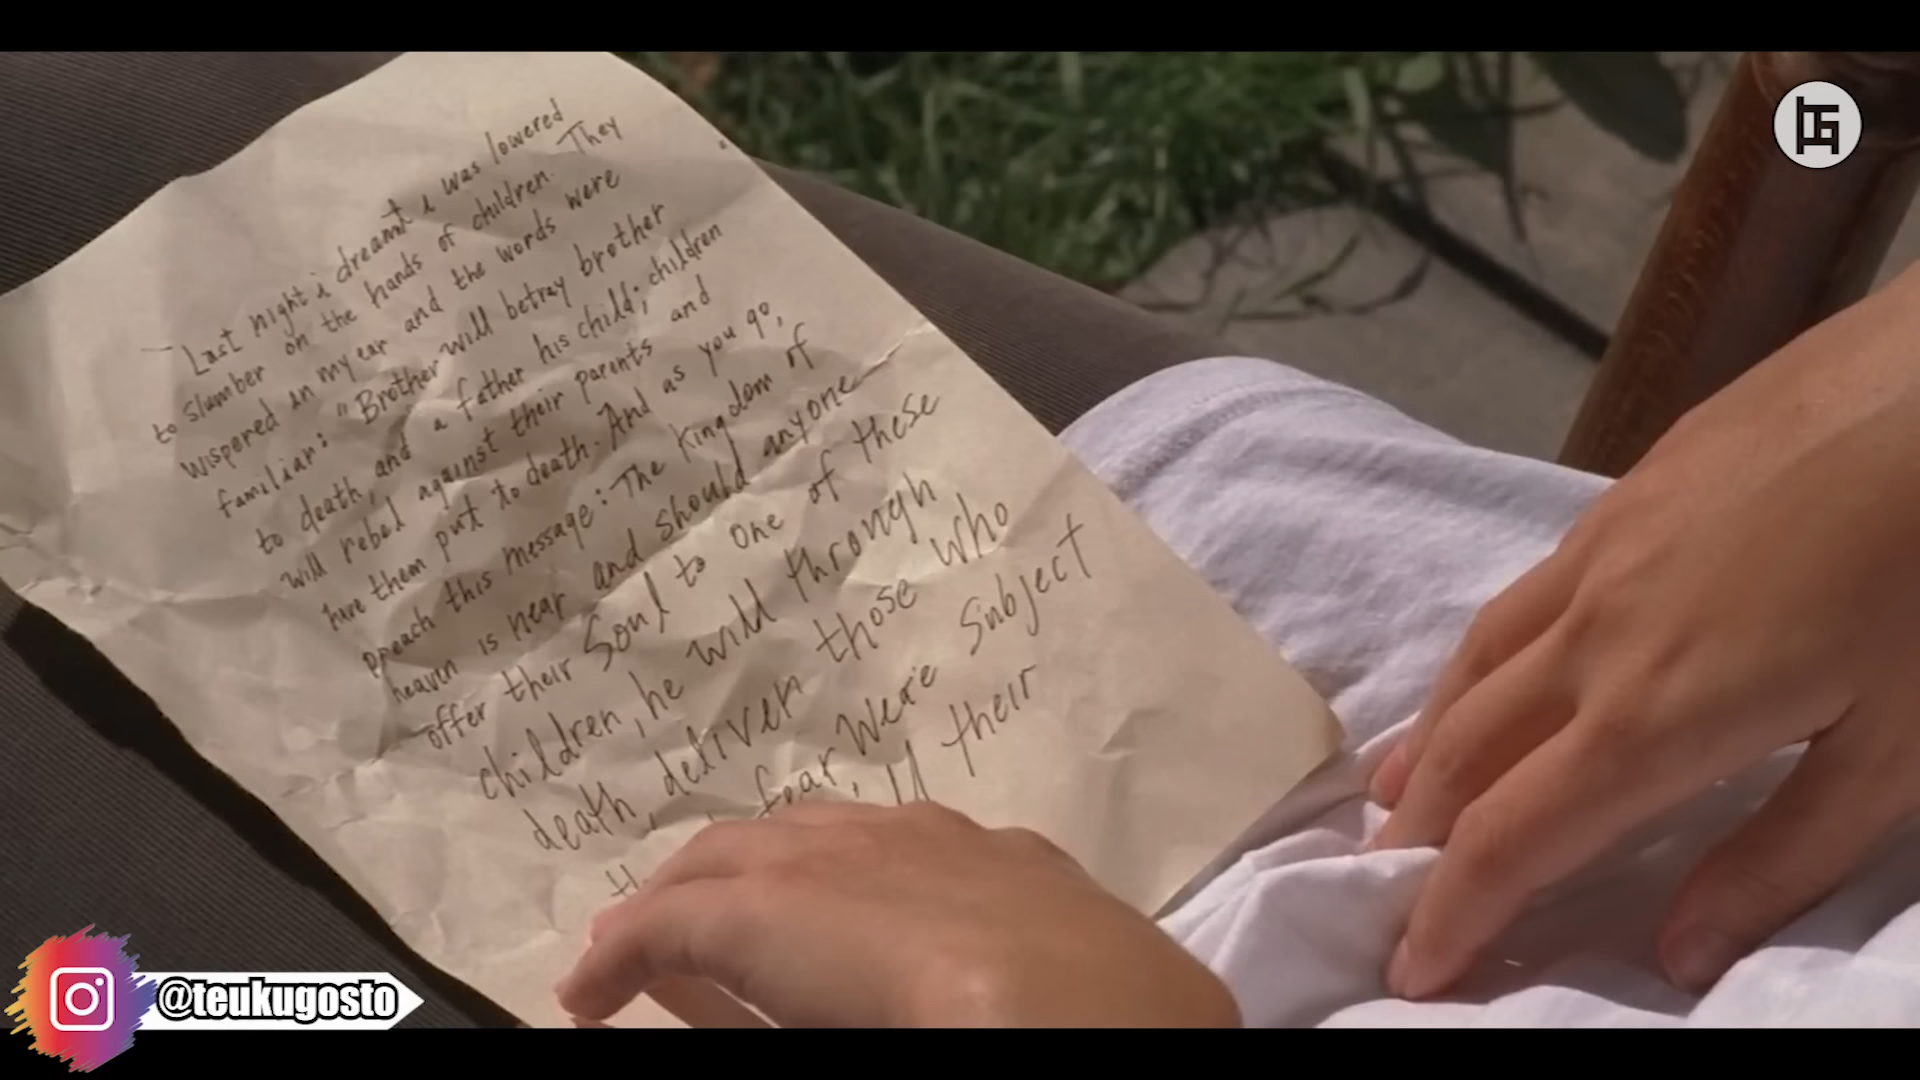 Last night i dreamt i was lowered
to slumber on the hands of children. They
wispered in my ear and the words were
familiar: "Brother will betray brother
to death, and a father his child; children
will rebel against their parents and
have them put to death. And as you go,
preach this message: The kingdom of
heaven is near and should anyone
offer their Soul to one of these
children, he will through
death, deliver those who
fear were subject
their
@teukugosto